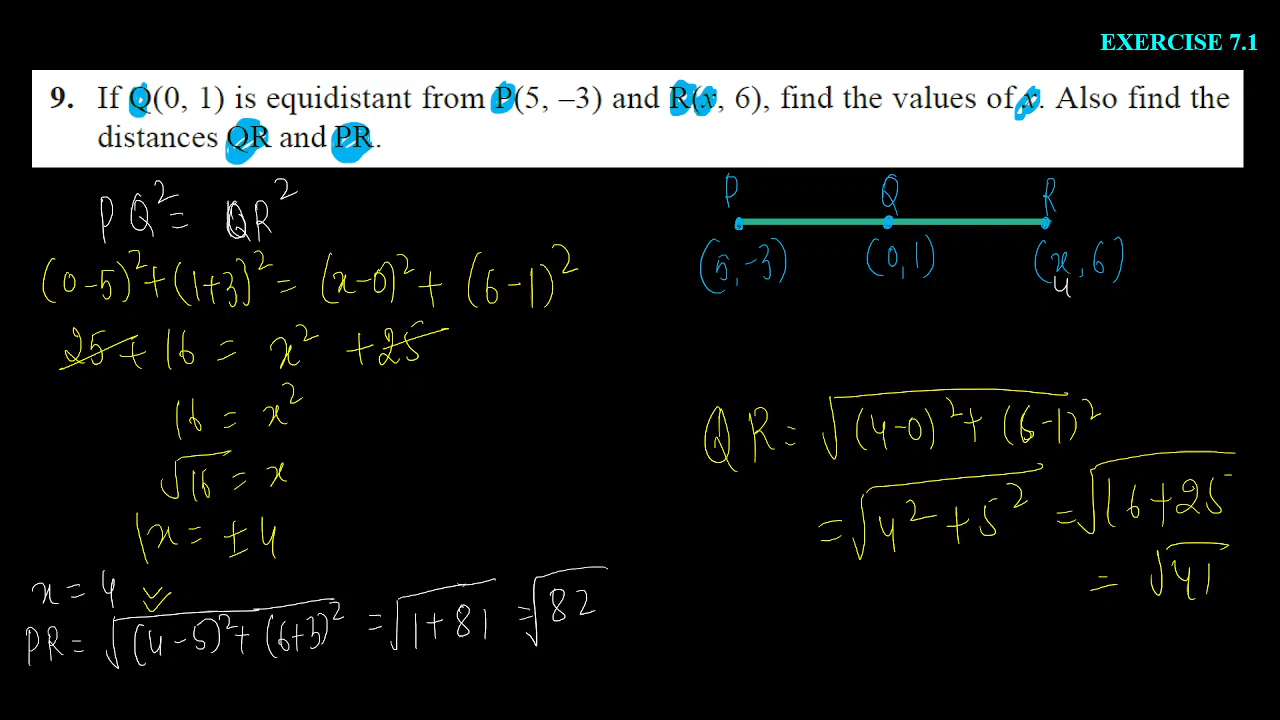 EXERCISE 7.1
9. If Q(0, 1) is equidistant from P(5, –3) and R(x, 6), find the values of x. Also find the
distances QR and PR.
PQ² = QR²
(0-5)² + (1+3)² = (x-0)² + (6-1)²
25 + 16 = x² + 25
16 = x²
√16 = x
x = ± 4
x = 4
PR = √(4-5)² + (6+3)² = √1+81 = √82
P Q R
(5, -3) (0,1) (x, 6)
4
QR = √(4-0)² + (6-1)²
= √4² + 5² = √16+25
= √41